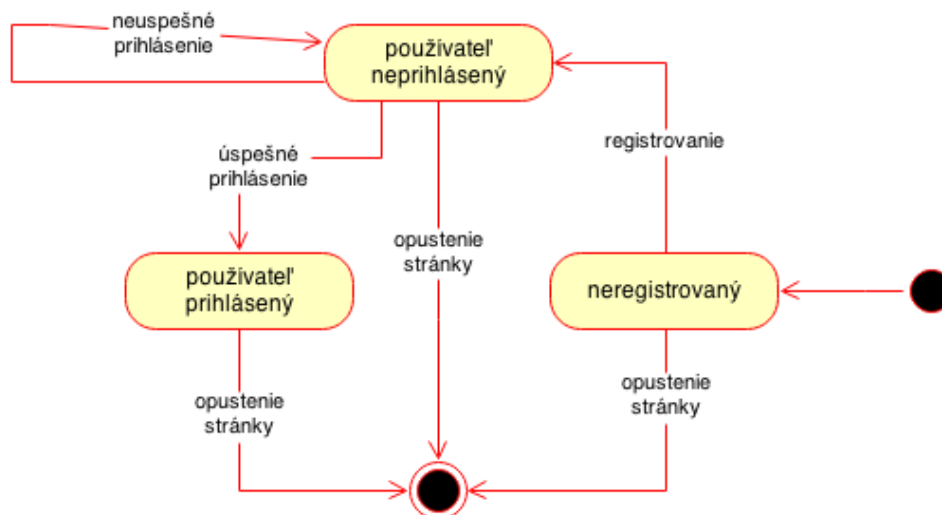 neuspešné
prihlásenie
používateľ
neprihlásený
registrovanie
úspešné
prihlásenie
opustenie
stránky
používateľ
prihlásený
neregistrovaný
opustenie
stránky
opustenie
stránky